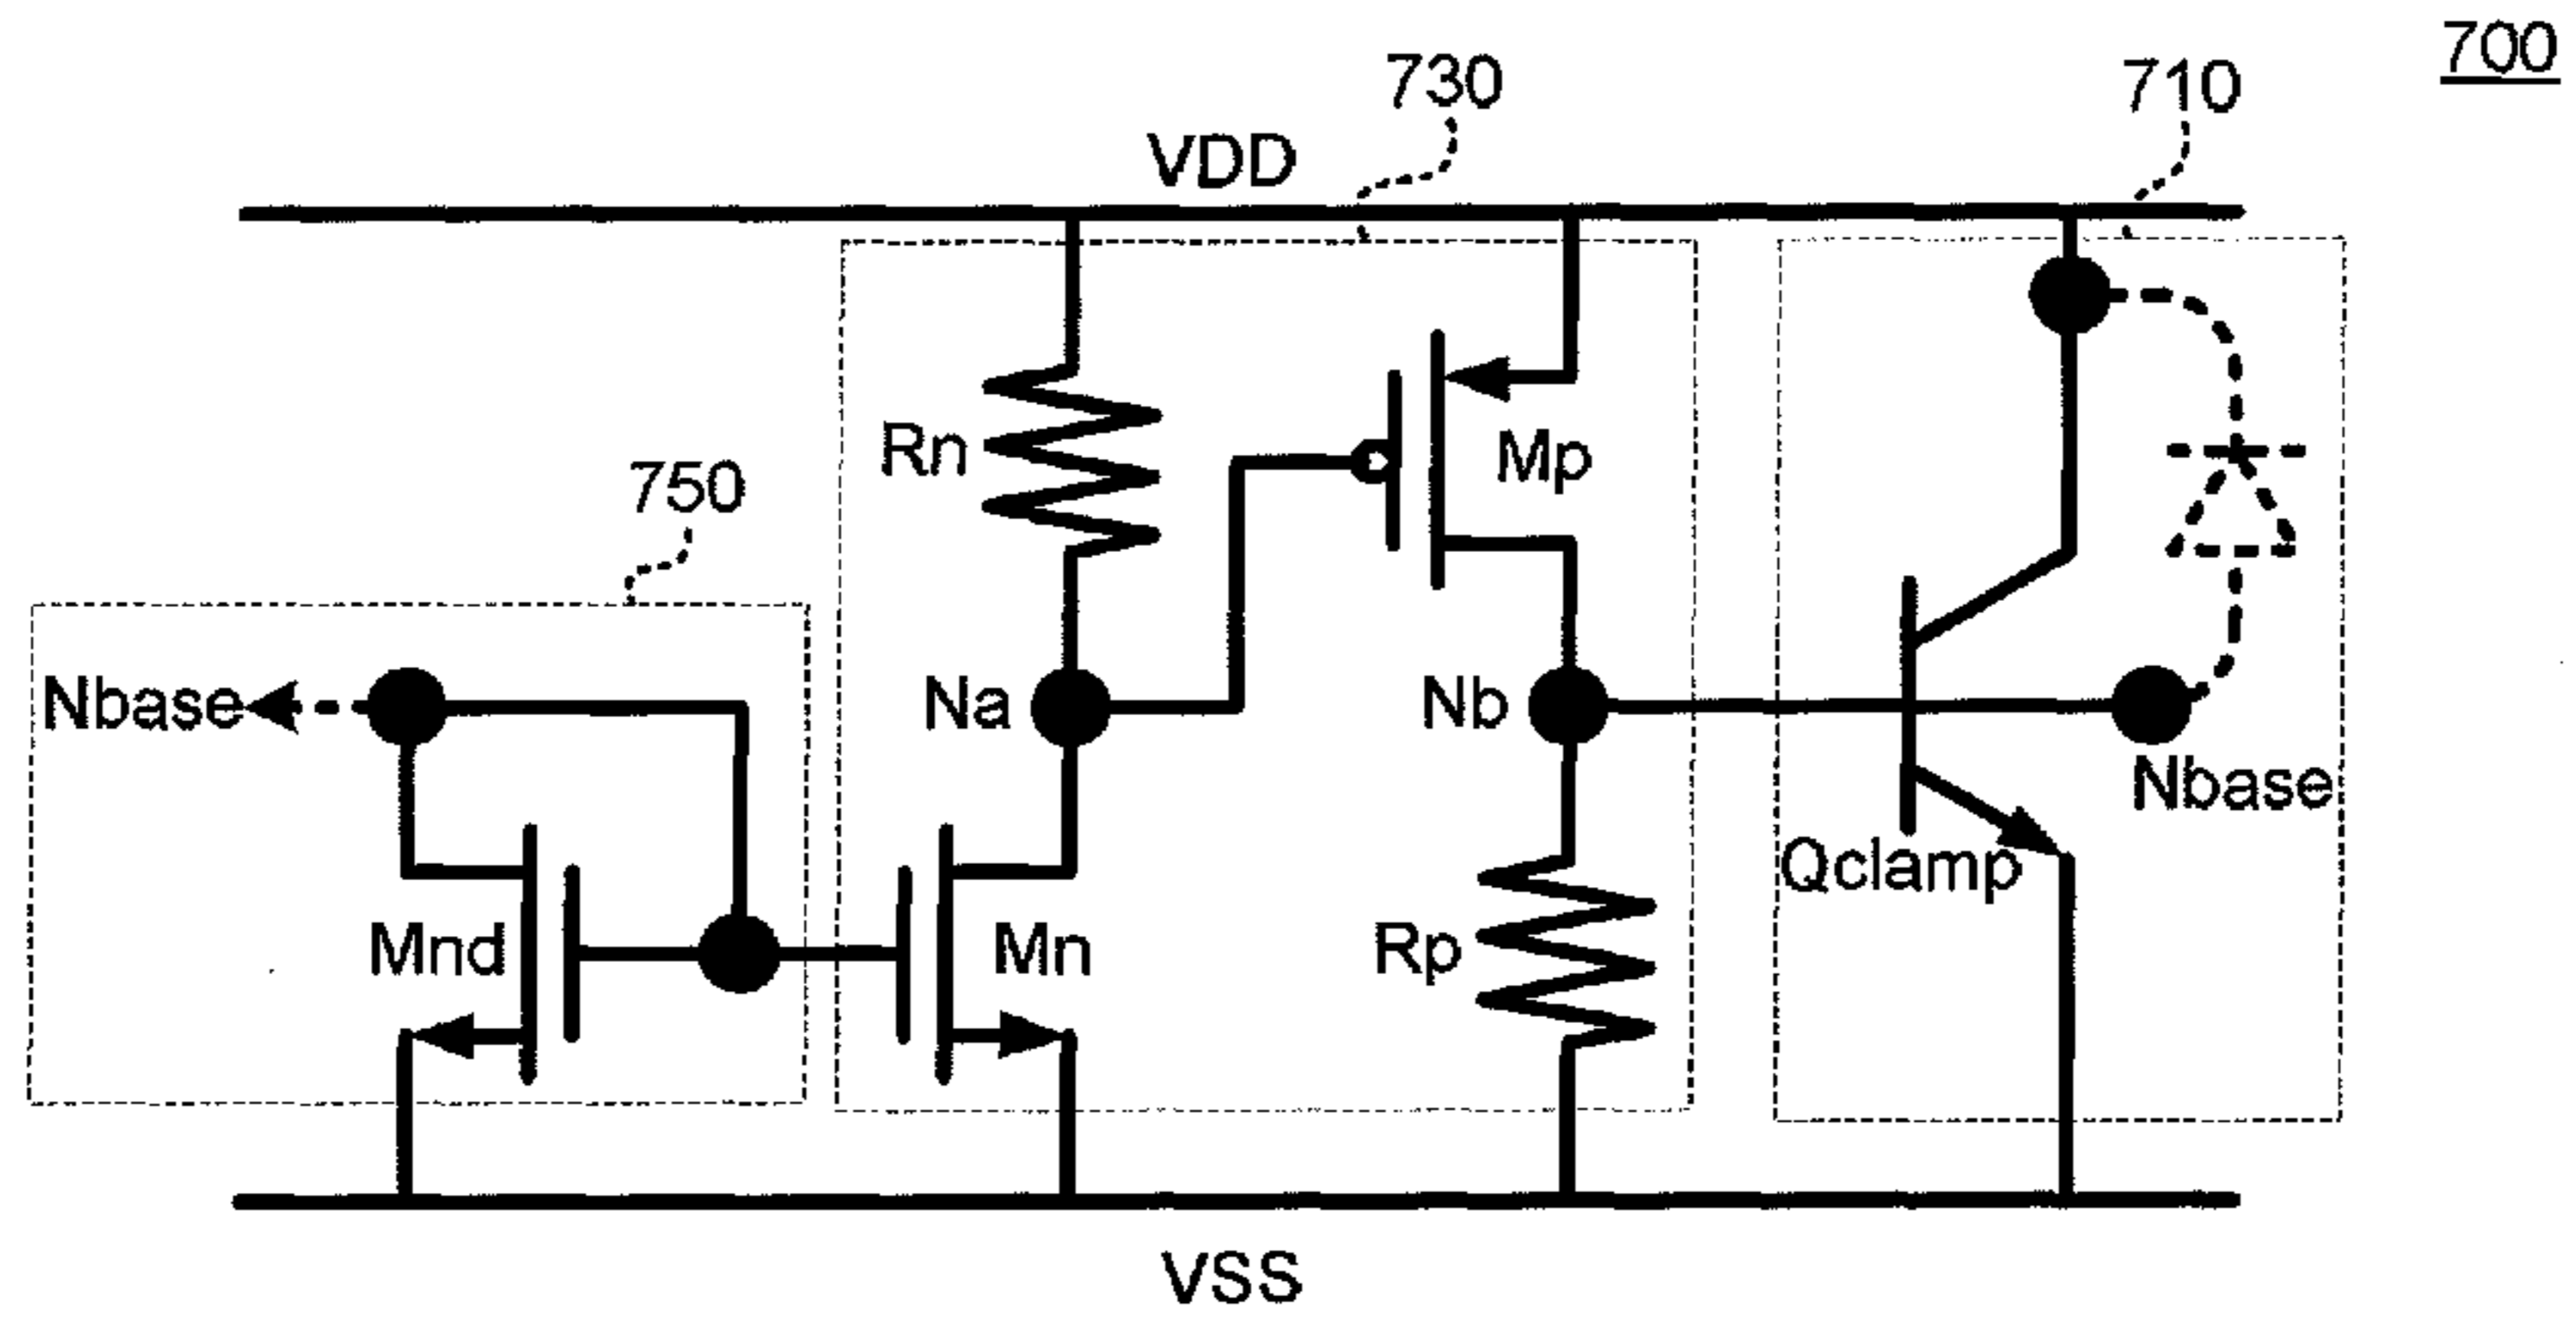 700
730
710
VDD
Rn
Mp
750
Nbase
Na
Nb
Nbase
Qclamp
Mnd
Mn
Rp
VSS